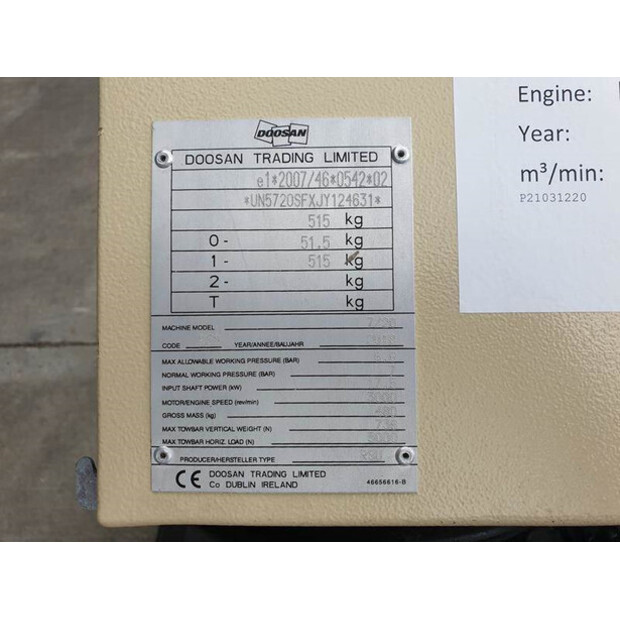 DOOSAN
DOOSAN TRADING LIMITED
e1*2007/46*0542*02
*UN5720SFXJY124631*
515 kg
0- 51.5 kg
1- 515 kg
2- kg
T kg
MACHINE MODEL 7/20
CODE YEAR/ANNEE/BAUJAHR
MAX ALLOWABLE WORKING PRESSURE (BAR)
NORMAL WORKING PRESSURE (BAR) 7
INPUT SHAFT POWER (kW)
MOTOR/ENGINE SPEED (rev/min)
GROSS MASS (kg)
MAX TOWBAR VERTICAL WEIGHT (N)
MAX TOWBAR HORIZ. LOAD (N)
PRODUCER/HERSTELLER TYPE
CE DOOSAN TRADING LIMITED
Co DUBLIN IRELAND
46656616-B
Engine:
Year:
m³/min:
P21031220